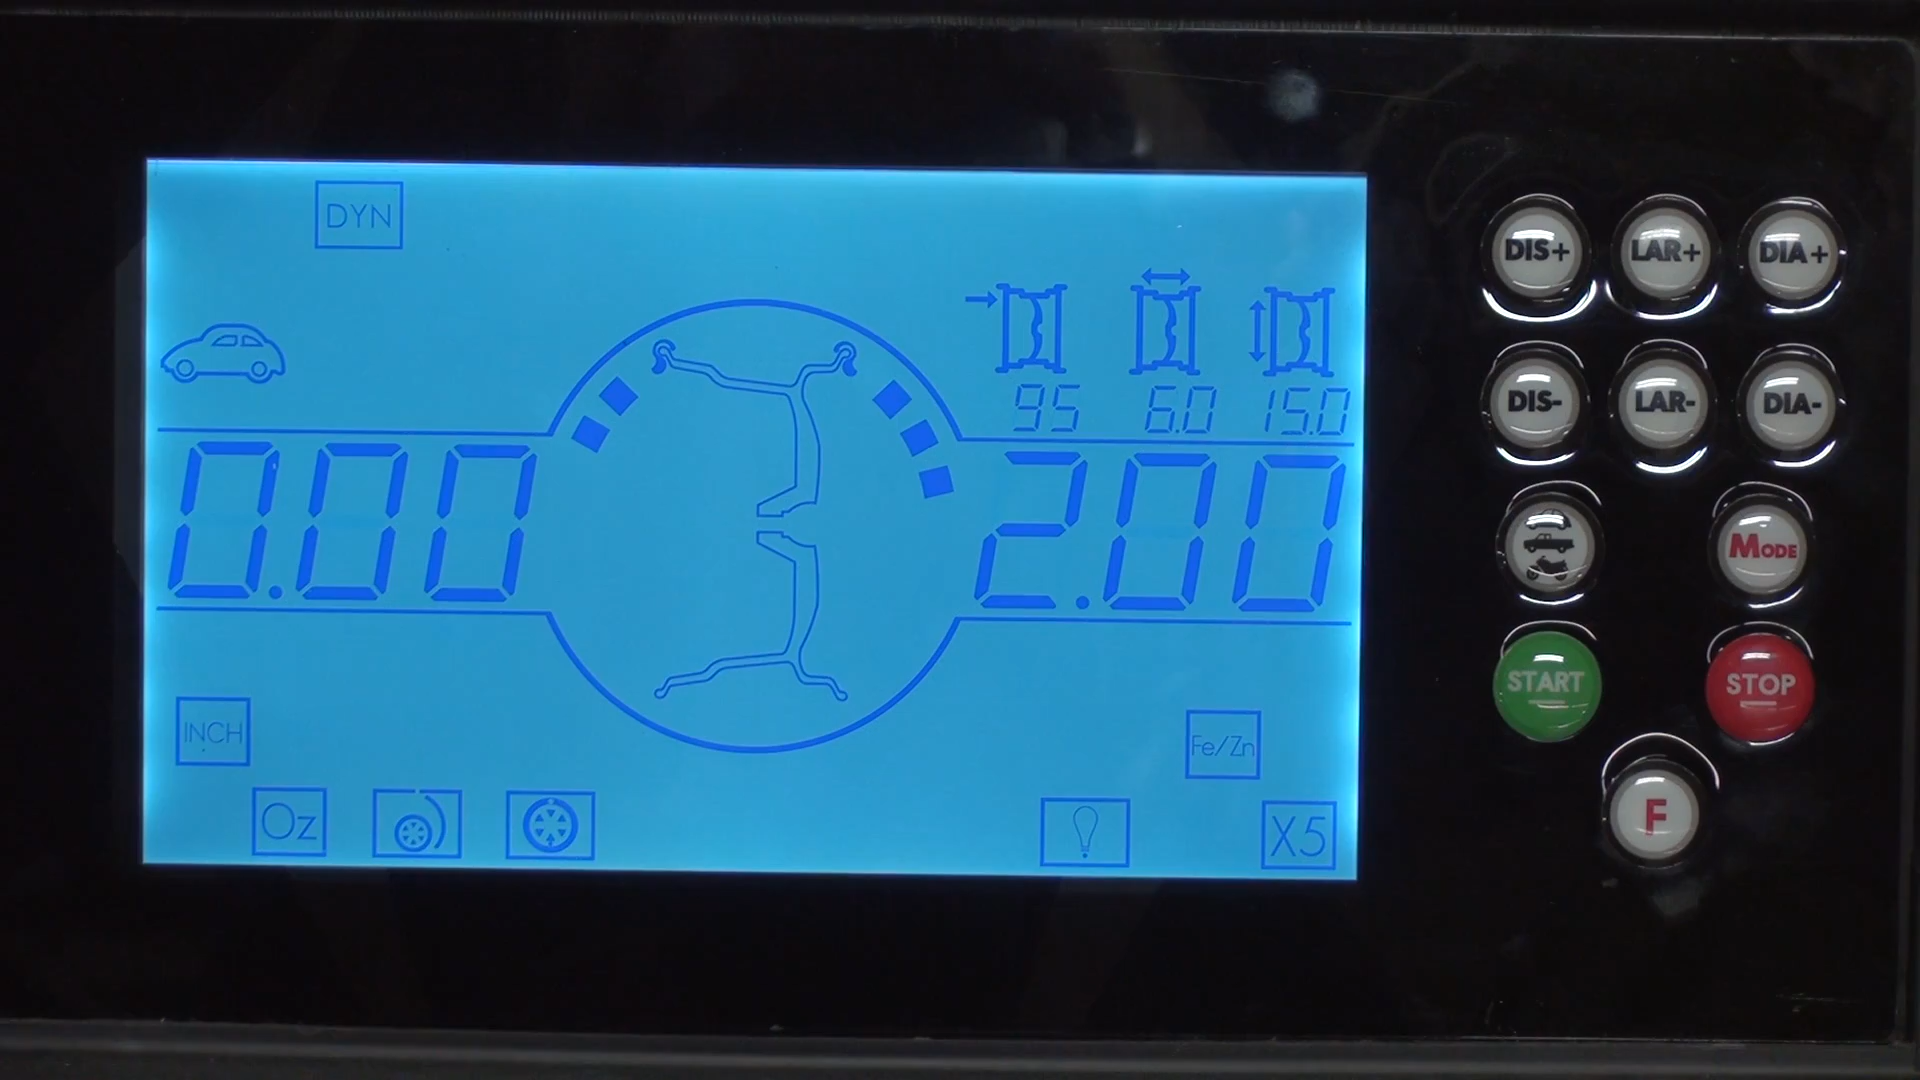 DYN
95 6.0 15.0
0.00 2.00
INCH
Fe/Zn
Oz
X5
DIS+ LAR+ DIA+
DIS- LAR- DIA-
MODE
START STOP
F